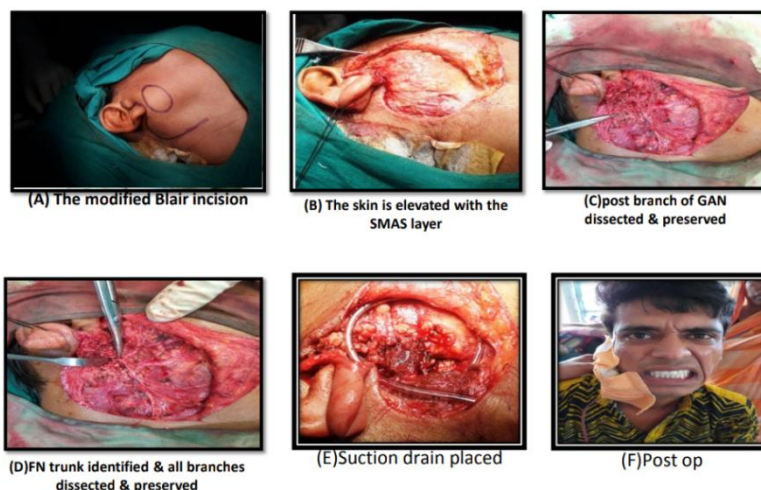 (A) The modified Blair incision
(B) The skin is elevated with the
SMAS layer
(C)post branch of GAN
dissected & preserved
(D)FN trunk identified & all branches
dissected & preserved
(E)Suction drain placed
(F)Post op